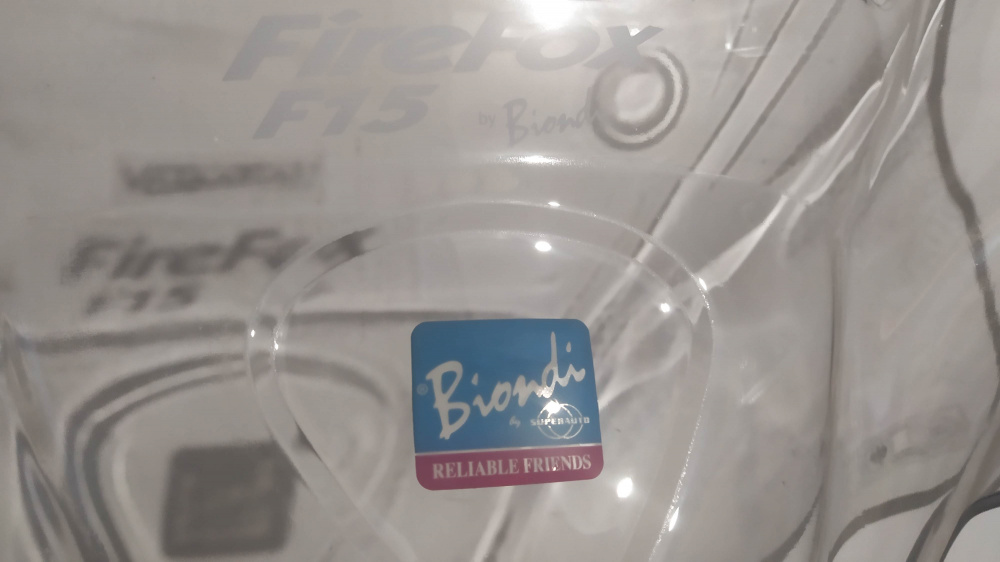 FireFox
F15 by Biondi
FireFox
F15
® Biondi
by SUPERAUTO
RELIABLE FRIENDS